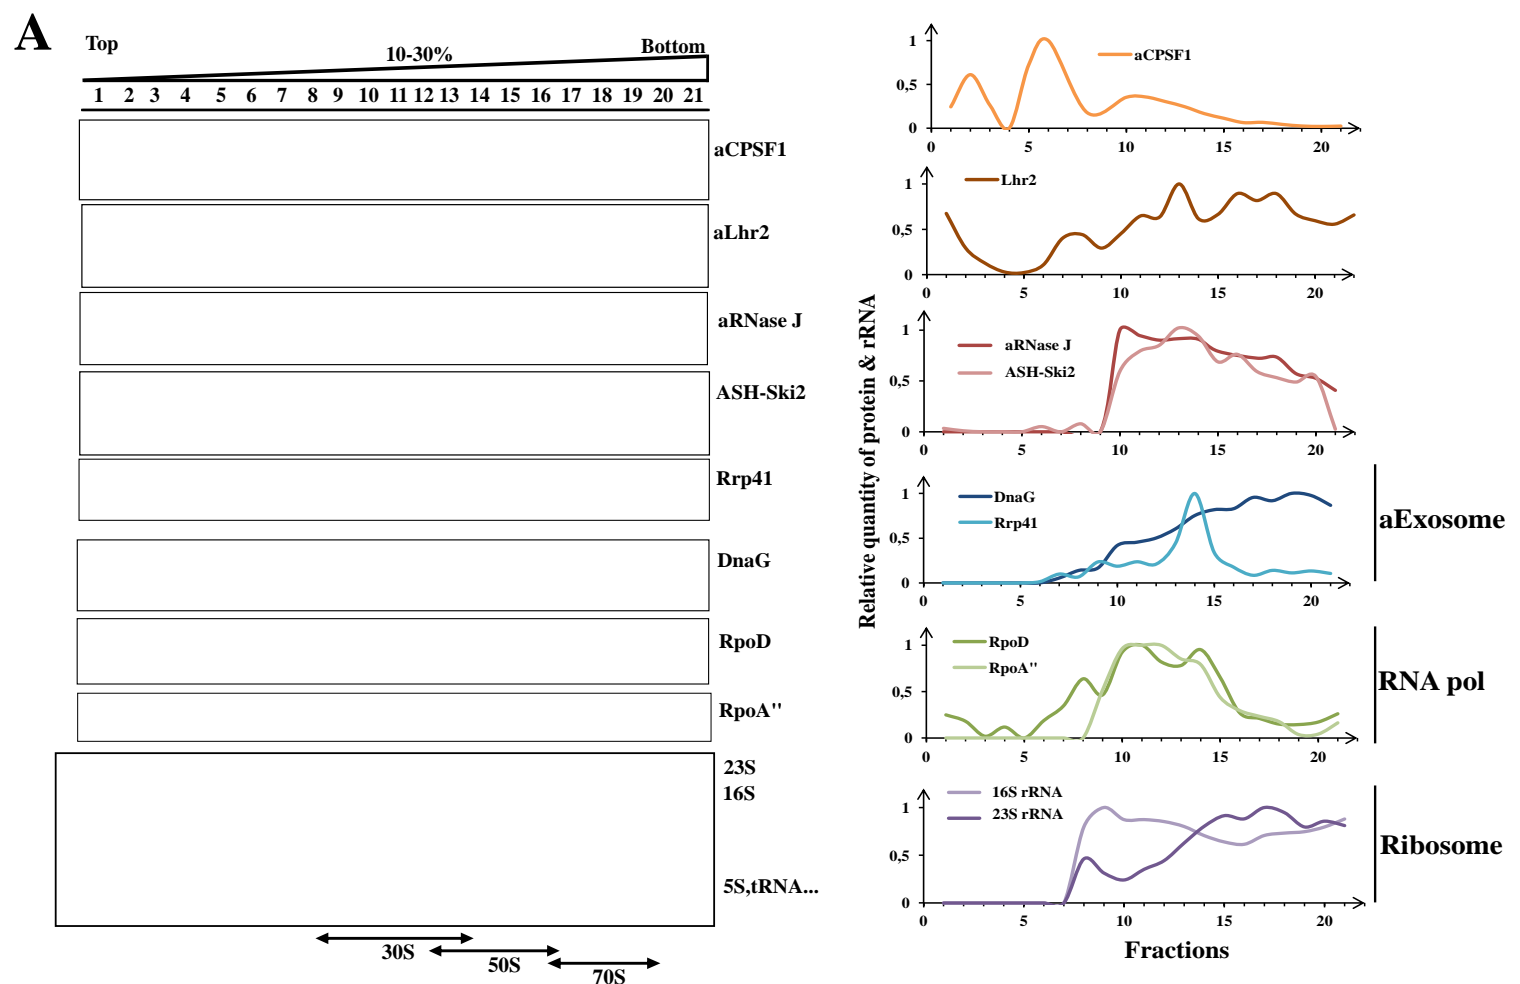 A
Top
10-30%
Bottom
1 2 3 4 5 6 7 8 9 10 11 12 13 14 15 16 17 18 19 20 21
aCPSF1
aLhr2
aRNase J
ASH-Ski2
Rrp41
DnaG
RpoD
RpoA"
23S
16S
5S,tRNA...
30S
50S
70S
Relative quantity of protein & rRNA
aCPSF1
1
0,5
0
0 5 10 15 20
Lhr2
1
0,5
0
0 5 10 15 20
aRNase J
ASH-Ski2
1
0,5
0
0 5 10 15 20
DnaG
Rrp41
1
0,5
0
0 5 10 15 20
aExosome
RpoD
RpoA"
1
0,5
0
0 5 10 15 20
RNA pol
16S rRNA
23S rRNA
1
0,5
0
0 5 10 15 20
Ribosome
Fractions